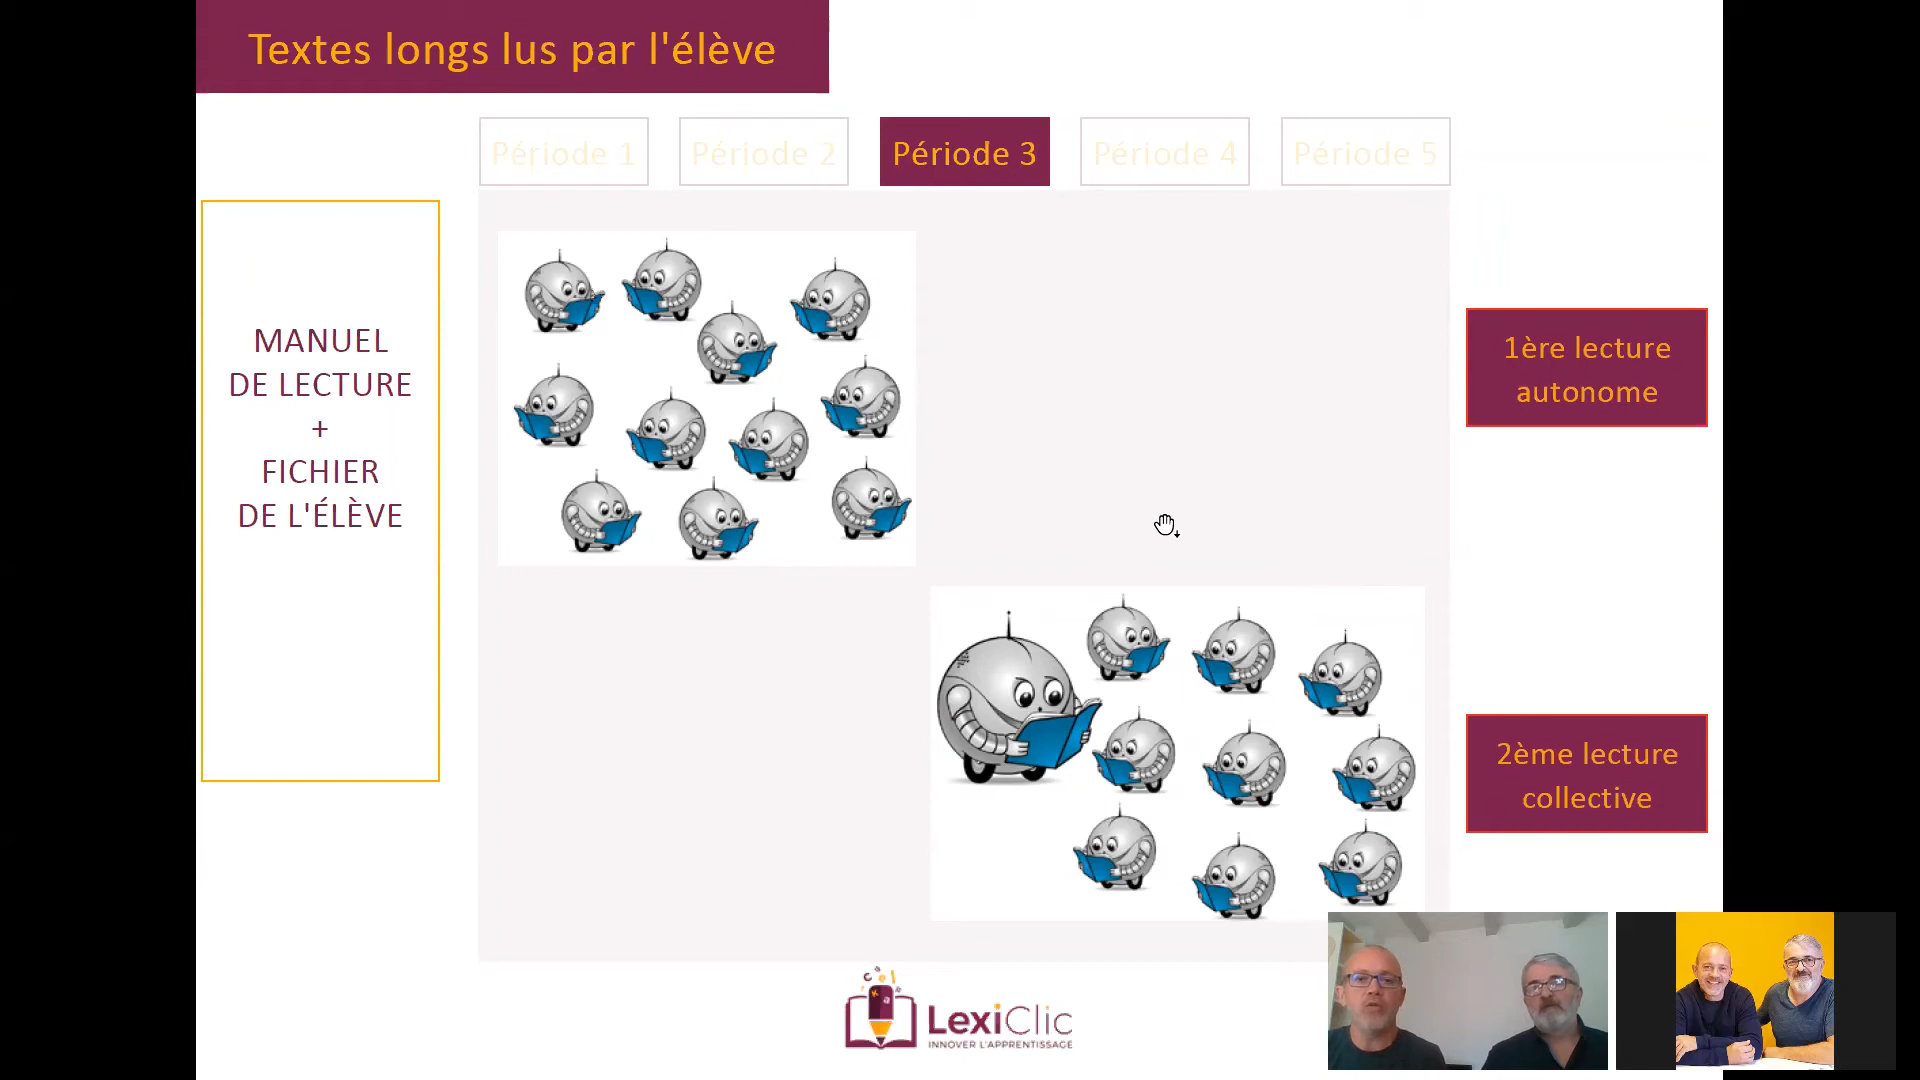 Textes longs lus par l'élève
Période 1
Période 2
Période 3
Période 4
Période 5
MANUEL
DE LECTURE
+
FICHIER
DE L'ÉLÈVE
1ère lecture
autonome
2ème lecture
collective
LexiClic
INNOVER L'APPRENTISSAGE